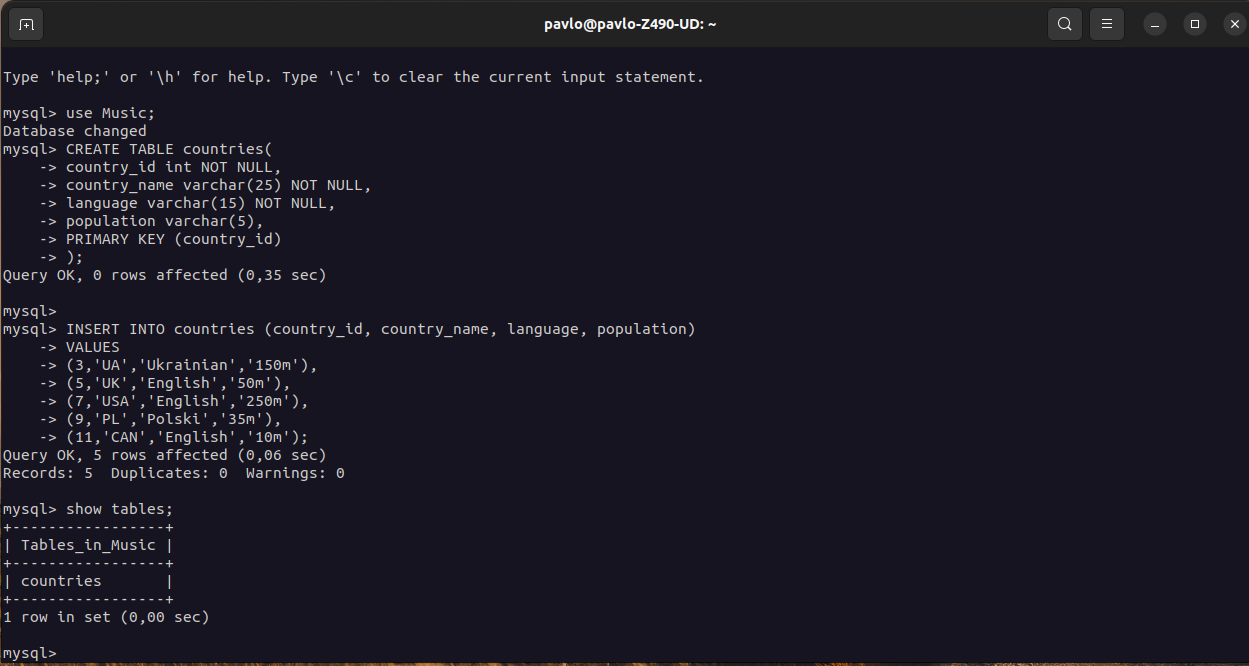 pavlo@pavlo-Z490-UD: ~
Type 'help;' or '\h' for help. Type '\c' to clear the current input statement.
mysql> use Music;
Database changed
mysql> CREATE TABLE countries(
    -> country_id int NOT NULL,
    -> country_name varchar(25) NOT NULL,
    -> language varchar(15) NOT NULL,
    -> population varchar(5),
    -> PRIMARY KEY (country_id)
    -> );
Query OK, 0 rows affected (0,35 sec)
mysql>
mysql> INSERT INTO countries (country_id, country_name, language, population)
    -> VALUES
    -> (3,'UA','Ukrainian','150m'),
    -> (5,'UK','English','50m'),
    -> (7,'USA','English','250m'),
    -> (9,'PL','Polski','35m'),
    -> (11,'CAN','English','10m');
Query OK, 5 rows affected (0,06 sec)
Records: 5  Duplicates: 0  Warnings: 0
mysql> show tables;
+-----------------+
| Tables_in_Music |
+-----------------+
| countries       |
+-----------------+
1 row in set (0,00 sec)
mysql>